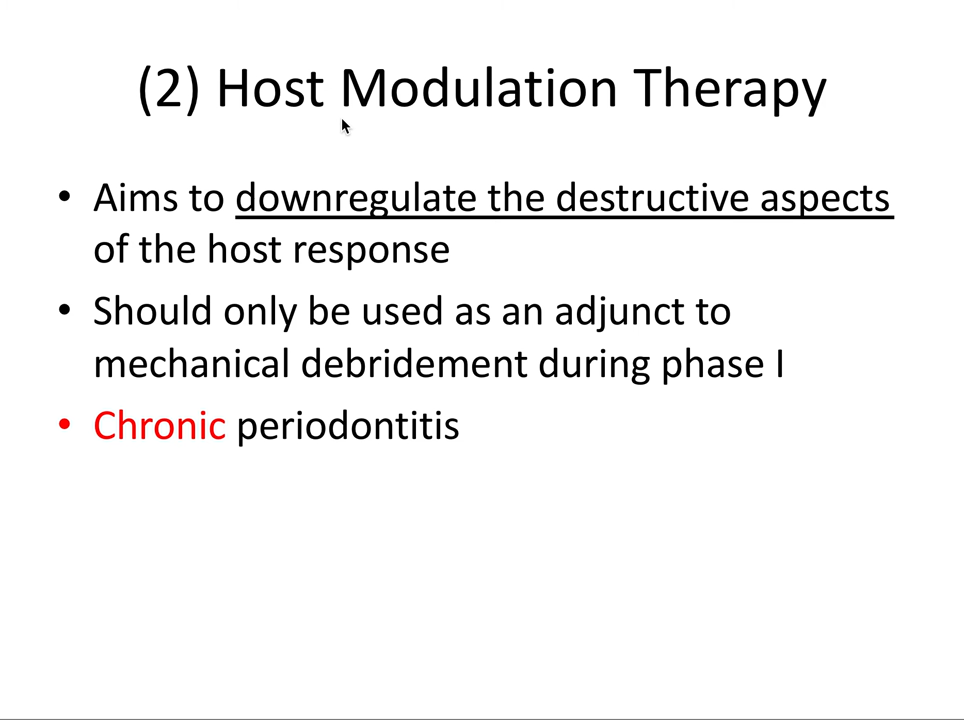 (2) Host Modulation Therapy
• Aims to downregulate the destructive aspects
of the host response
• Should only be used as an adjunct to
mechanical debridement during phase I
• Chronic periodontitis